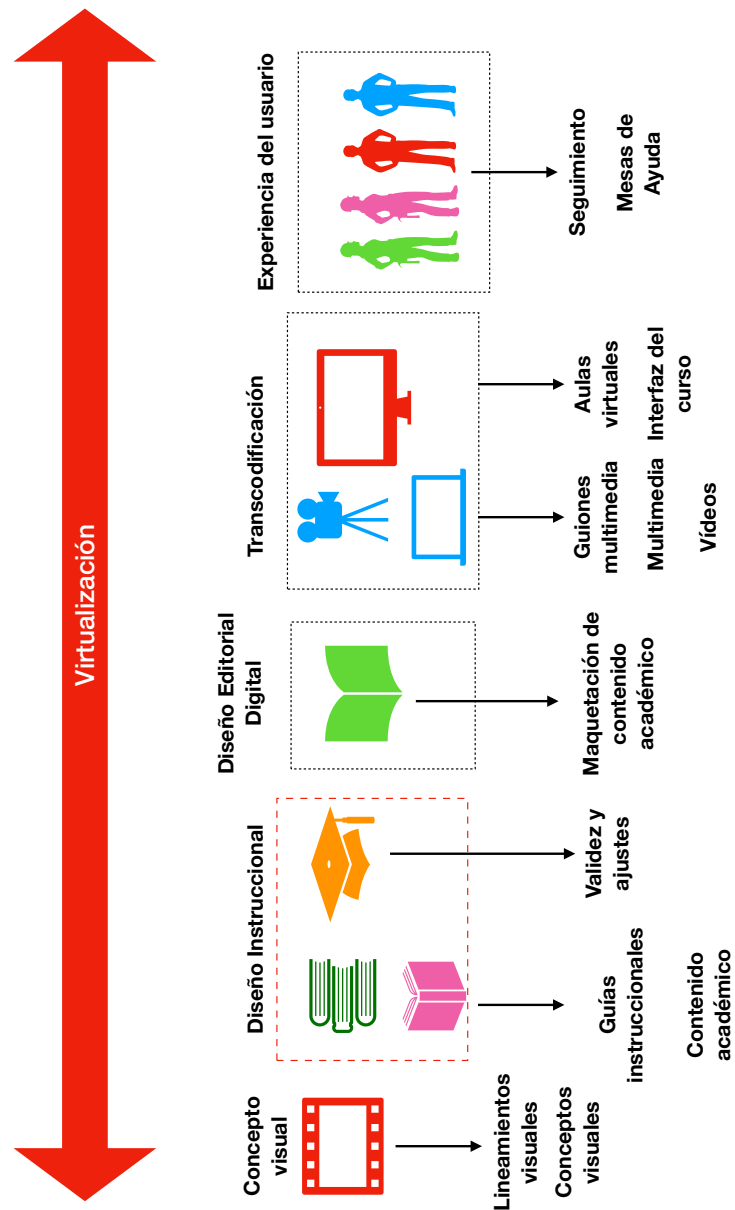 Virtualización
Concepto
visual
Lineamientos
visuales
Conceptos
visuales
Diseño Instruccional
Guías
instruccionales
Contenido
académico
Validez y
ajustes
Diseño Editorial
Digital
Maquetación de
contenido
académico
Transcodificación
Guiones
multimedia
Multimedia
Vídeos
Aulas
virtuales
Interfaz del
curso
Experiencia del usuario
Seguimiento
Mesas de
Ayuda